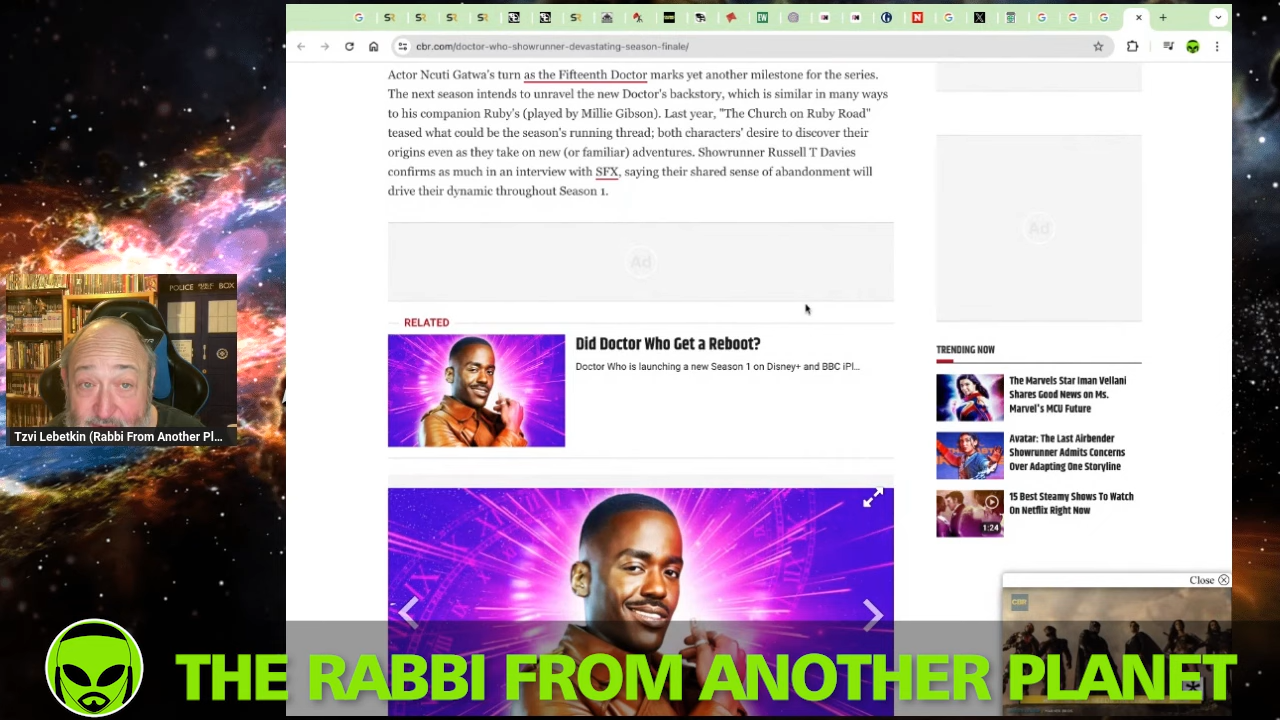 cbr.com/doctor-who-showrunner-devastating-season-finale/
Actor Ncuti Gatwa's turn as the Fifteenth Doctor marks yet another milestone for the series.
The next season intends to unravel the new Doctor's backstory, which is similar in many ways
to his companion Ruby's (played by Millie Gibson). Last year, "The Church on Ruby Road"
teased what could be the season's running thread; both characters' desire to discover their
origins even as they take on new (or familiar) adventures. Showrunner Russell T Davies
confirms as much in an interview with SFX, saying their shared sense of abandonment will
drive their dynamic throughout Season 1.
Ad
Ad
RELATED
Did Doctor Who Get a Reboot?
Doctor Who is launching a new Season 1 on Disney+ and BBC iPl...
TRENDING NOW
The Marvels Star Iman Vellani
Shares Good News on Ms.
Marvel's MCU Future
Avatar: The Last Airbender
Showrunner Admits Concerns
Over Adapting One Storyline
15 Best Steamy Shows To Watch
On Netflix Right Now
1:24
Close
CBR
POLICE BOX
Tzvi Lebetkin (Rabbi From Another Pl...
THE RABBI FROM ANOTHER PLANET